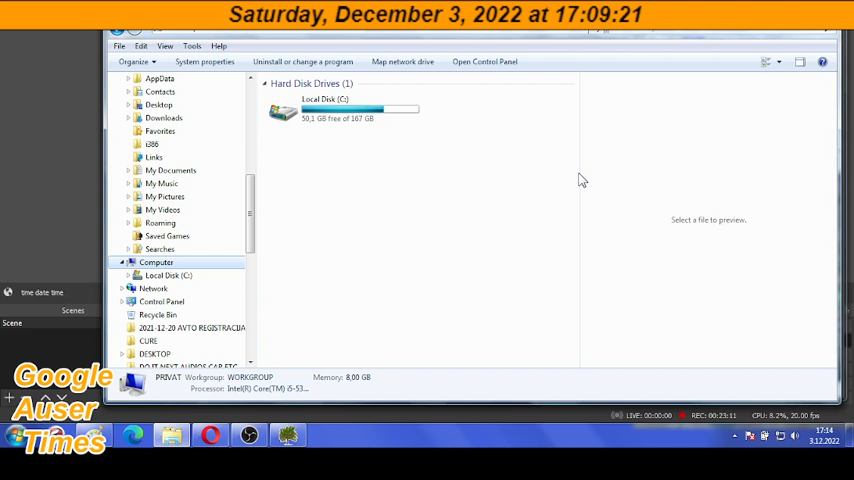 Saturday, December 3, 2022 at 17:09:21
File Edit View Tools Help
Organize System properties Uninstall or change a program Map network drive Open Control Panel
AppData
Contacts
Desktop
Downloads
Favorites
i386
Links
My Documents
My Music
My Pictures
My Videos
Roaming
Saved Games
Searches
Computer
Local Disk (C:)
Network
Control Panel
Recycle Bin
2021-12-20 AVTO REGISTRACIJA
CURE
DESKTOP
DO IT NEXT AUDIOS CAR ETC
Hard Disk Drives (1)
Local Disk (C:)
50,1 GB free of 167 GB
Select a file to preview.
time date time
Scenes
Scene
PRIVAT Workgroup: WORKGROUP Memory: 8,00 GB
Processor: Intel(R) Core(TM) i5-53...
Google
Auser
Times
LIVE: 00:00:00 REC: 00:23:11 CPU: 8.2%, 20.00 fps
17:14
3.12.2022